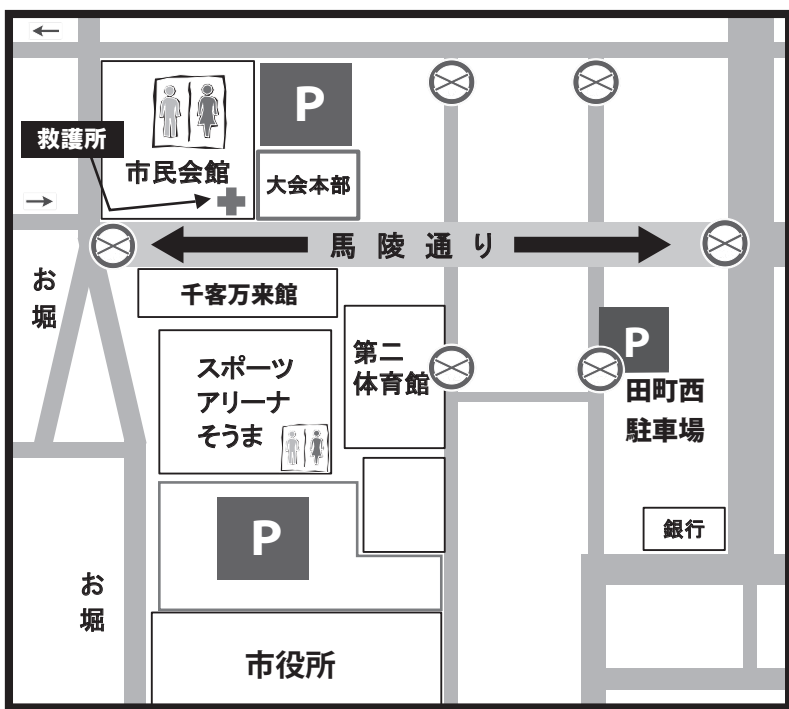 P
救護所
市民会館
大会本部
馬陵通り
お堀
千客万来館
スポーツ
アリーナ
そうま
第二
体育館
P
田町西
駐車場
P
銀行
お堀
市役所